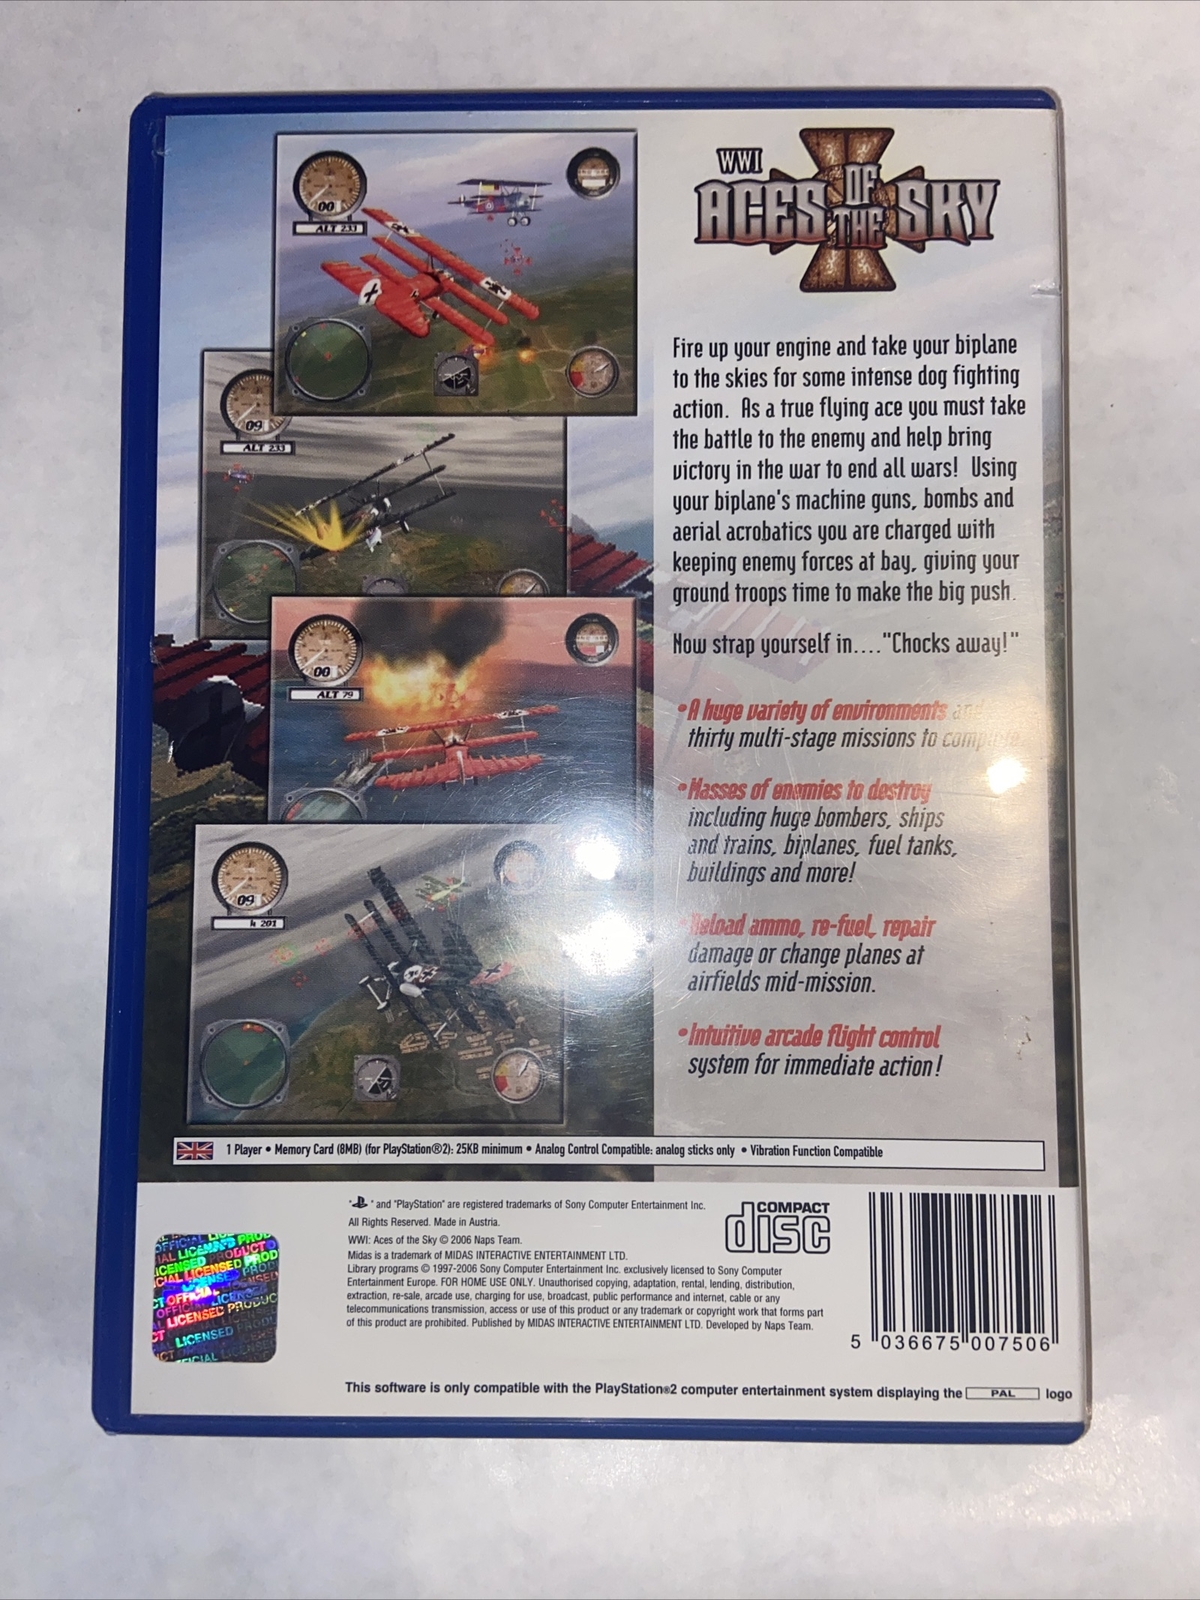 WWI
ACES OF THE SKY
Fire up your engine and take your biplane
to the skies for some intense dog fighting
action. As a true flying ace you must take
the battle to the enemy and help bring
victory in the war to end all wars! Using
your biplane's machine guns, bombs and
aerial acrobatics you are charged with
keeping enemy forces at bay, giving your
ground troops time to make the big push.
Now strap yourself in...."Chocks away!"
•A huge variety of environments and
thirty multi-stage missions to complete
•Masses of enemies to destroy
including huge bombers, ships
and trains, biplanes, fuel tanks,
buildings and more!
•Reload ammo, re-fuel, repair
damage or change planes at
airfields mid-mission.
•Intuitive arcade flight control
system for immediate action!
00
ALT 233
09
ALT 233
00
ALT 79
09
201
1 Player • Memory Card (8MB) (for PlayStation®2): 25KB minimum • Analog Control Compatible: analog sticks only • Vibration Function Compatible
" " and "PlayStation" are registered trademarks of Sony Computer Entertainment Inc.
All Rights Reserved. Made in Austria.
WWI: Aces of the Sky © 2006 Naps Team.
Midas is a trademark of MIDAS INTERACTIVE ENTERTAINMENT LTD.
Library programs © 1997-2006 Sony Computer Entertainment Inc. exclusively licensed to Sony Computer
Entertainment Europe. FOR HOME USE ONLY. Unauthorised copying, adaptation, rental, lending, distribution,
extraction, re-sale, arcade use, charging for use, broadcast, public performance and internet, cable or any
telecommunications transmission, access or use of this product or any trademark or copyright work that forms part
of this product are prohibited. Published by MIDAS INTERACTIVE ENTERTAINMENT LTD. Developed by Naps Team.
COMPACT
disc
5 036675 007506
OFFICIAL LICENSED PRODUCT
This software is only compatible with the PlayStation®2 computer entertainment system displaying the PAL logo